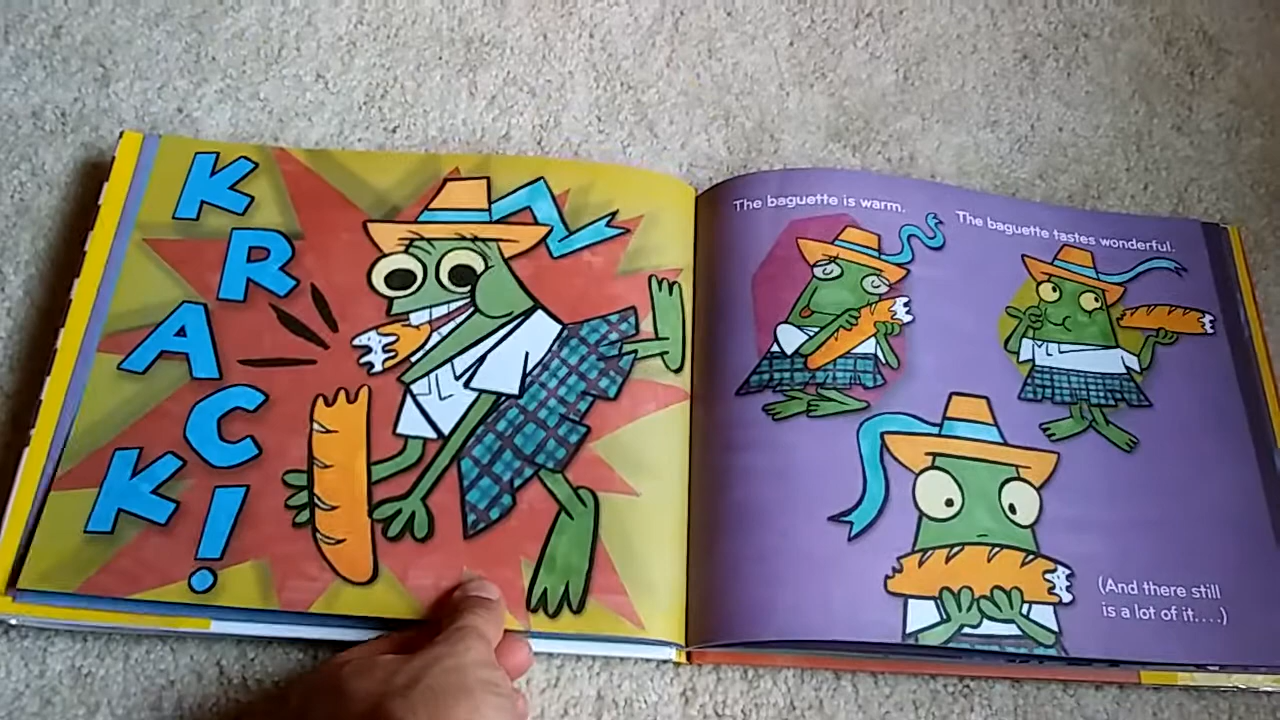 KRACK!
The baguette is warm.
The baguette tastes wonderful.
(And there still
is a lot of it....)